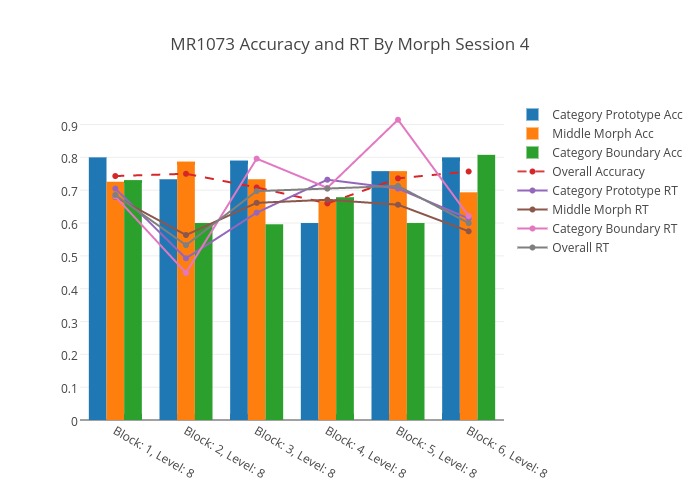 MR1073 Accuracy and RT By Morph Session 4
0.9
0.8
0.7
0.6
0.5
0.4
0.3
0.2
0.1
0
Block: 1, Level: 8
Block: 2, Level: 8
Block: 3, Level: 8
Block: 4, Level: 8
Block: 5, Level: 8
Block: 6, Level: 8
Category Prototype Acc
Middle Morph Acc
Category Boundary Acc
Overall Accuracy
Category Prototype RT
Middle Morph RT
Category Boundary RT
Overall RT